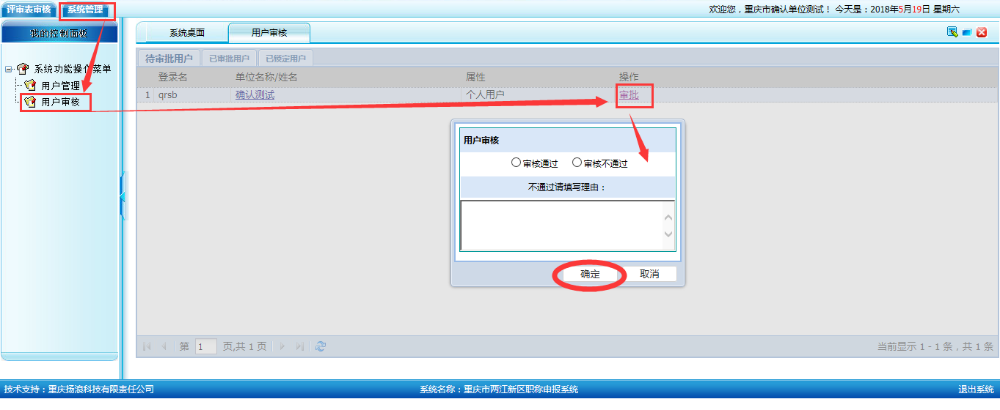 评审表审核 系统管理 欢迎您，重庆市确认单位测试！ 今天是：2018年5月19日 星期六
我的控制面板 系统桌面 用户审核
待审批用户 已审批用户 已锁定用户
系统功能操作菜单 登录名 单位名称/姓名 属性 操作
用户管理
用户审核 1 qrsb 确认测试 个人用户 审批
用户审核
审核通过 审核不通过
不通过请填写理由：
确定 取消
第 1 页,共 1 页 当前显示 1 - 1 条，共 1 条
技术支持：重庆扬浪科技有限责任公司 系统名称：重庆市两江新区职称申报系统 退出系统